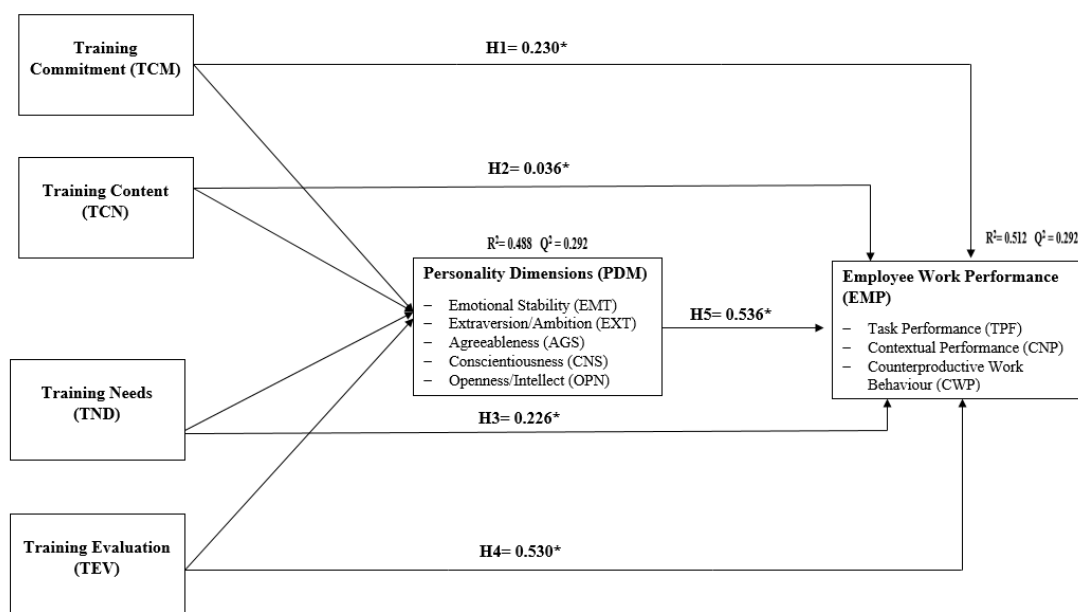 Training
Commitment (TCM)
H1= 0.230*
Training Content
(TCN)
H2= 0.036*
R²= 0.488 Q² = 0.292
Personality Dimensions (PDM)
– Emotional Stability (EMT)
– Extraversion/Ambition (EXT)
– Agreeableness (AGS)
– Conscientiousness (CNS)
– Openness/Intellect (OPN)
H5= 0.536*
R²= 0.512 Q² = 0.292
Employee Work Performance
(EMP)
– Task Performance (TPF)
– Contextual Performance (CNP)
– Counterproductive Work
Behaviour (CWP)
Training Needs
(TND)
H3= 0.226*
Training Evaluation
(TEV)
H4= 0.530*